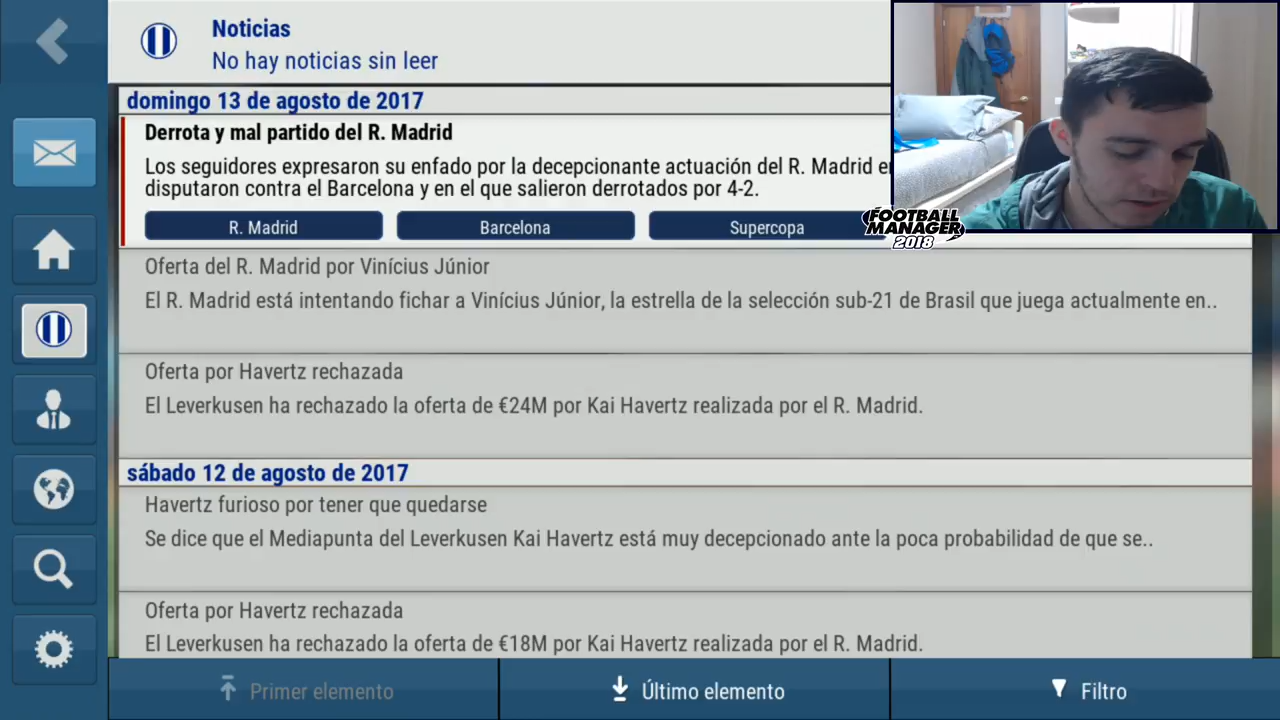 Noticias
No hay noticias sin leer
domingo 13 de agosto de 2017
Derrota y mal partido del R. Madrid
Los seguidores expresaron su enfado por la decepcionante actuación del R. Madrid en
disputaron contra el Barcelona y en el que salieron derrotados por 4-2.
R. Madrid
Barcelona
Supercopa
FOOTBALL
MANAGER
2018
Oferta del R. Madrid por Vinícius Júnior
El R. Madrid está intentando fichar a Vinícius Júnior, la estrella de la selección sub-21 de Brasil que juega actualmente en..
Oferta por Havertz rechazada
El Leverkusen ha rechazado la oferta de €24M por Kai Havertz realizada por el R. Madrid.
sábado 12 de agosto de 2017
Havertz furioso por tener que quedarse
Se dice que el Mediapunta del Leverkusen Kai Havertz está muy decepcionado ante la poca probabilidad de que se..
Oferta por Havertz rechazada
El Leverkusen ha rechazado la oferta de €18M por Kai Havertz realizada por el R. Madrid.
Primer elemento
Último elemento
Filtro